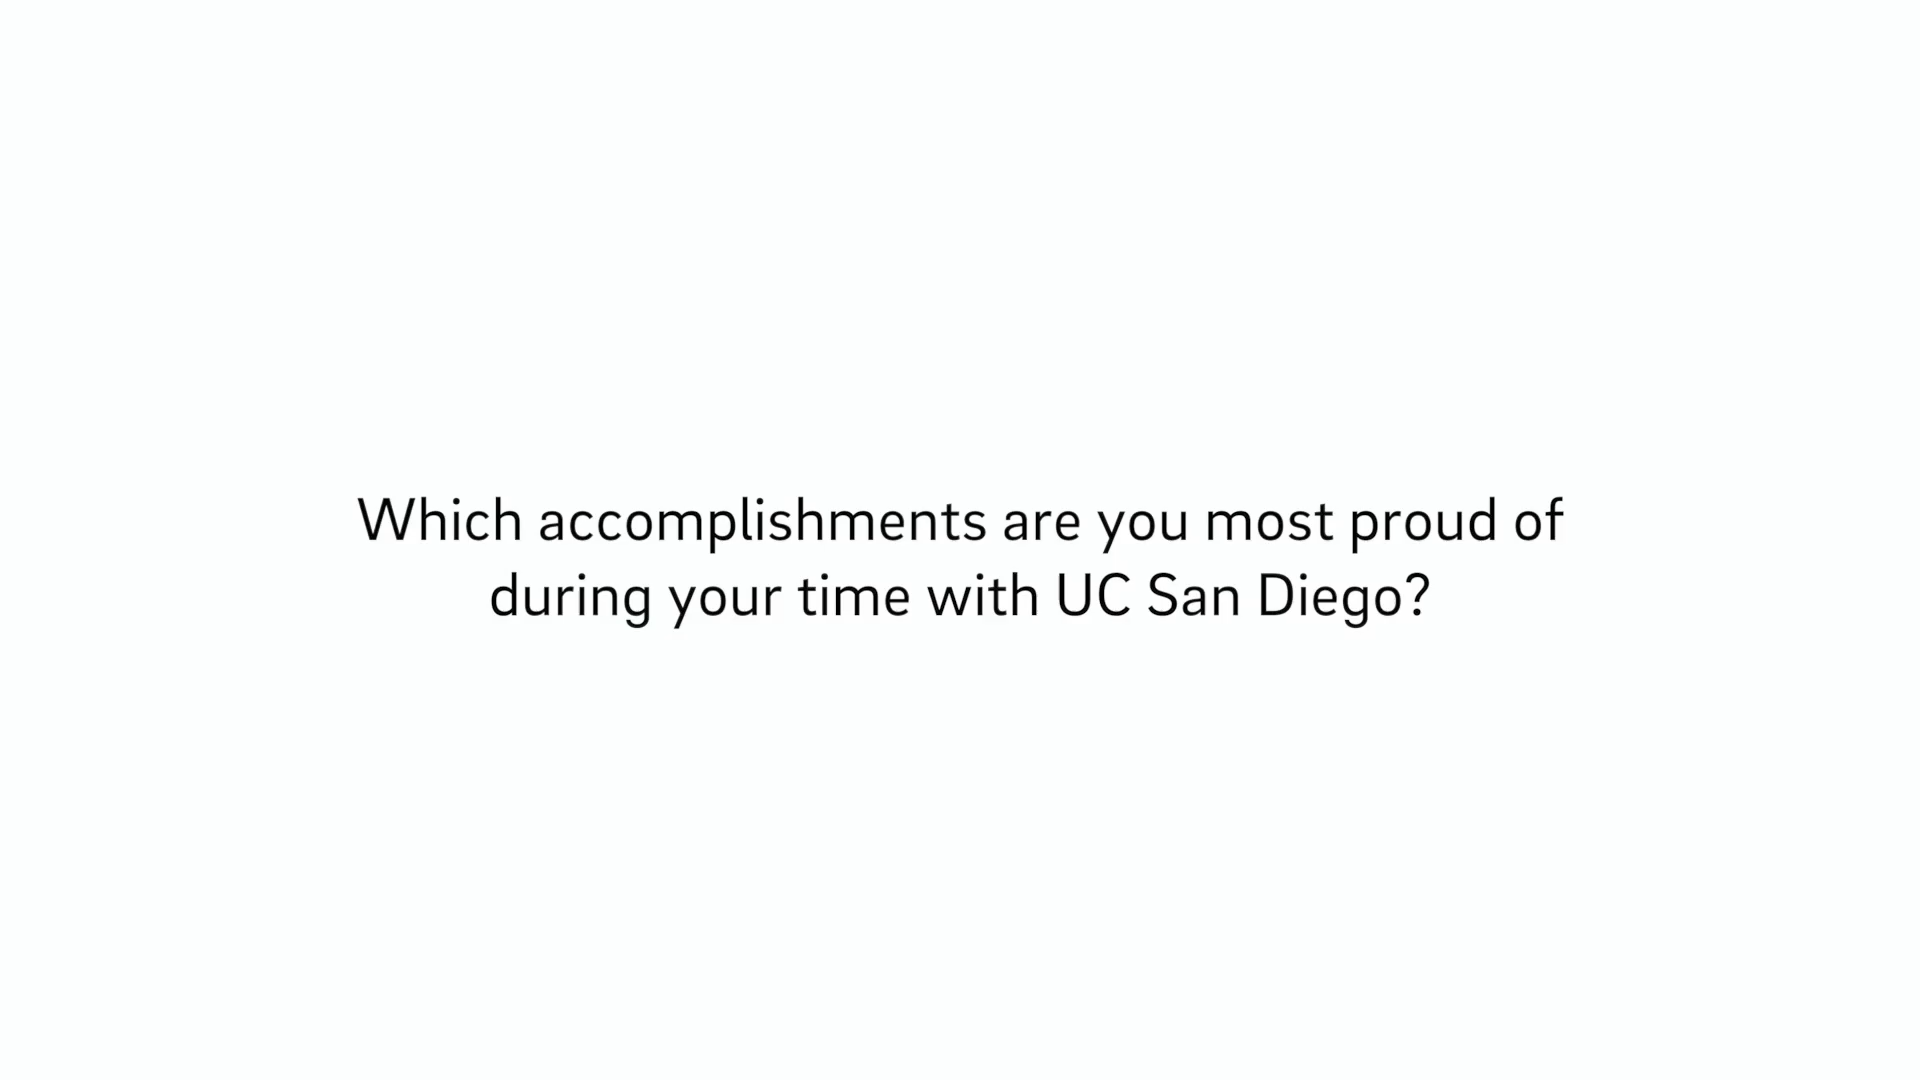 Which accomplishments are you most proud of
during your time with UC San Diego?